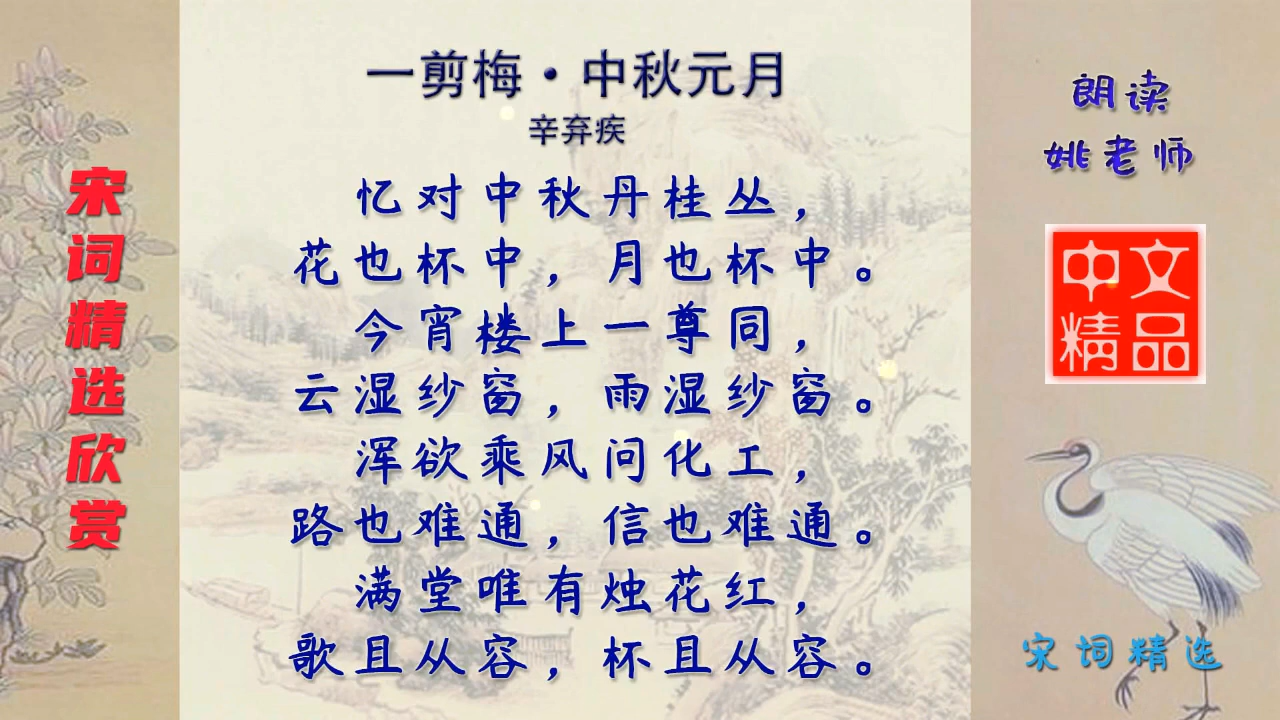 宋词精选欣赏
一剪梅·中秋元月
辛弃疾
忆对中秋丹桂丛，
花也杯中，月也杯中。
今宵楼上一尊同，
云湿纱窗，雨湿纱窗。
浑欲乘风问化工，
路也难通，信也难通。
满堂唯有烛花红，
歌且从容，杯且从容。
朗读
姚老师
中文
精品
宋词精选